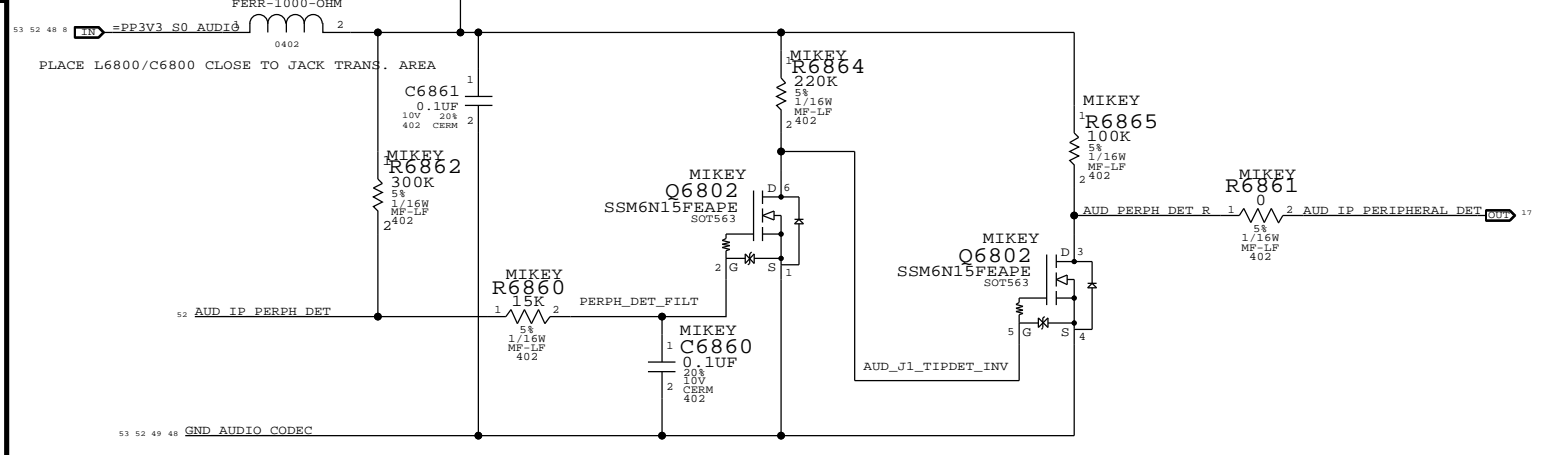 FERR-1000-OHM
53 52 48 8 IN =PP3V3_S0_AUDIO 1 2
0402
PLACE L6800/C6800 CLOSE TO JACK TRANS. AREA
1
C6861
0.1UF
10V 20%
402 CERM
2
MIKEY
1
R6862
300K
5%
1/16W
MF-LF
402
2
MIKEY
1
R6864
220K
5%
1/16W
MF-LF
402
2
MIKEY
1
R6865
100K
5%
1/16W
MF-LF
402
2
MIKEY
Q6802
SSM6N15FEAPE
SOT563
D 6
2 G S 1
MIKEY
Q6802
SSM6N15FEAPE
SOT563
D 3
5 G S 4
MIKEY
R6861
0
AUD_PERPH_DET_R 1 2 AUD_IP_PERIPHERAL_DET OUT 17
5%
1/16W
MF-LF
402
MIKEY
R6860
15K
52 AUD_IP_PERPH_DET 1 2 PERPH_DET_FILT
5%
1/16W
MF-LF
402
MIKEY
1
C6860
0.1UF
20%
10V
CERM
402
2
AUD_J1_TIPDET_INV
53 52 49 48 GND_AUDIO_CODEC